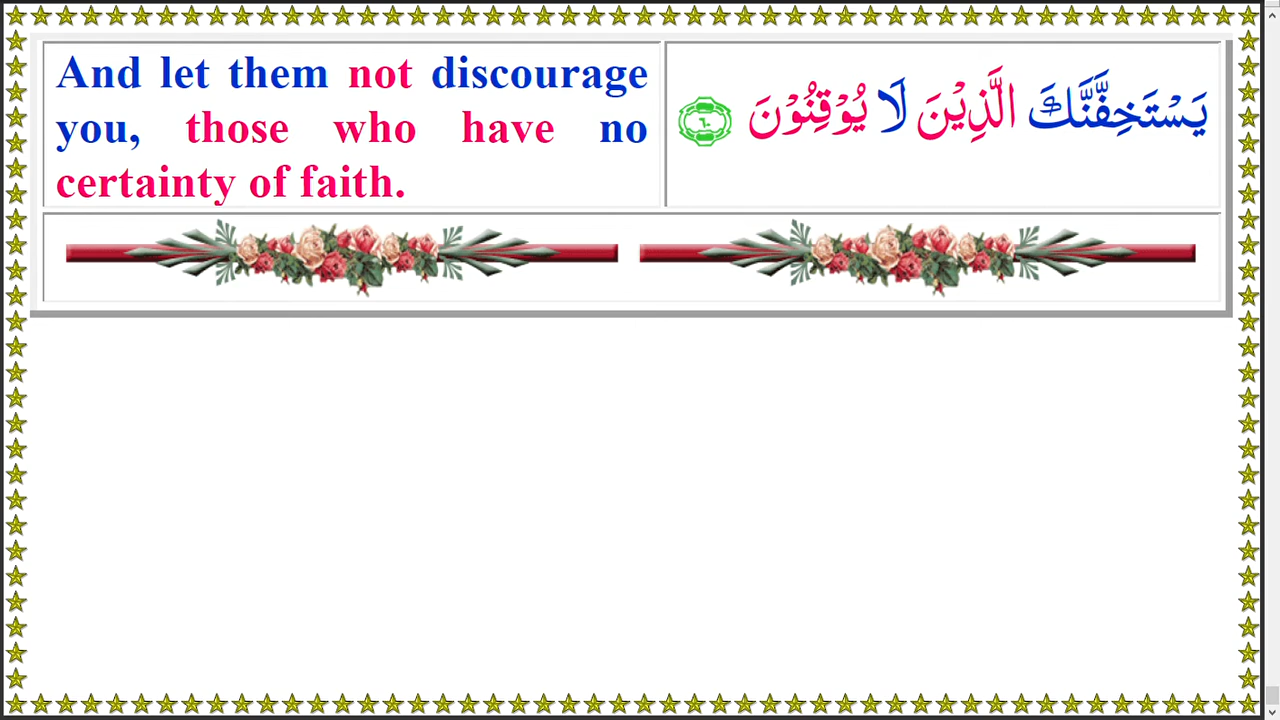 And let them not discourage
you, those who have no
certainty of faith.
يَسْتَخِفَّنَّكَ الَّذِيْنَ لَا يُوْقِنُوْنَ ٦٠